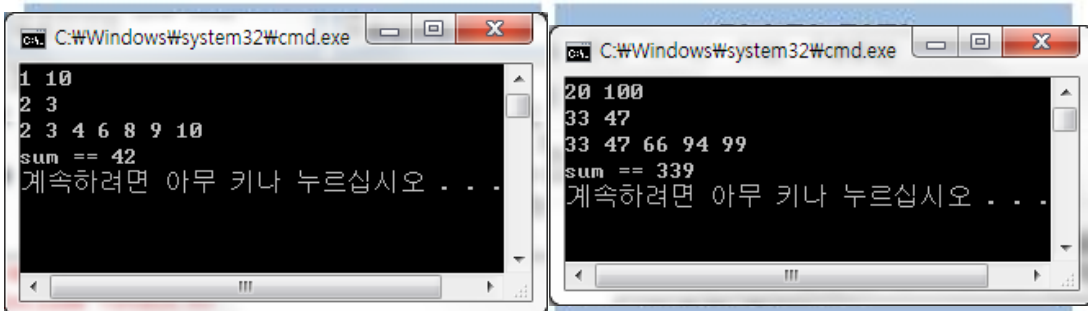 C:₩Windows₩system32₩cmd.exe
1 10
2 3
2 3 4 6 8 9 10
sum == 42
계속하려면 아무 키나 누르십시오 . . .
C:₩Windows₩system32₩cmd.exe
20 100
33 47
33 47 66 94 99
sum == 339
계속하려면 아무 키나 누르십시오 . . .